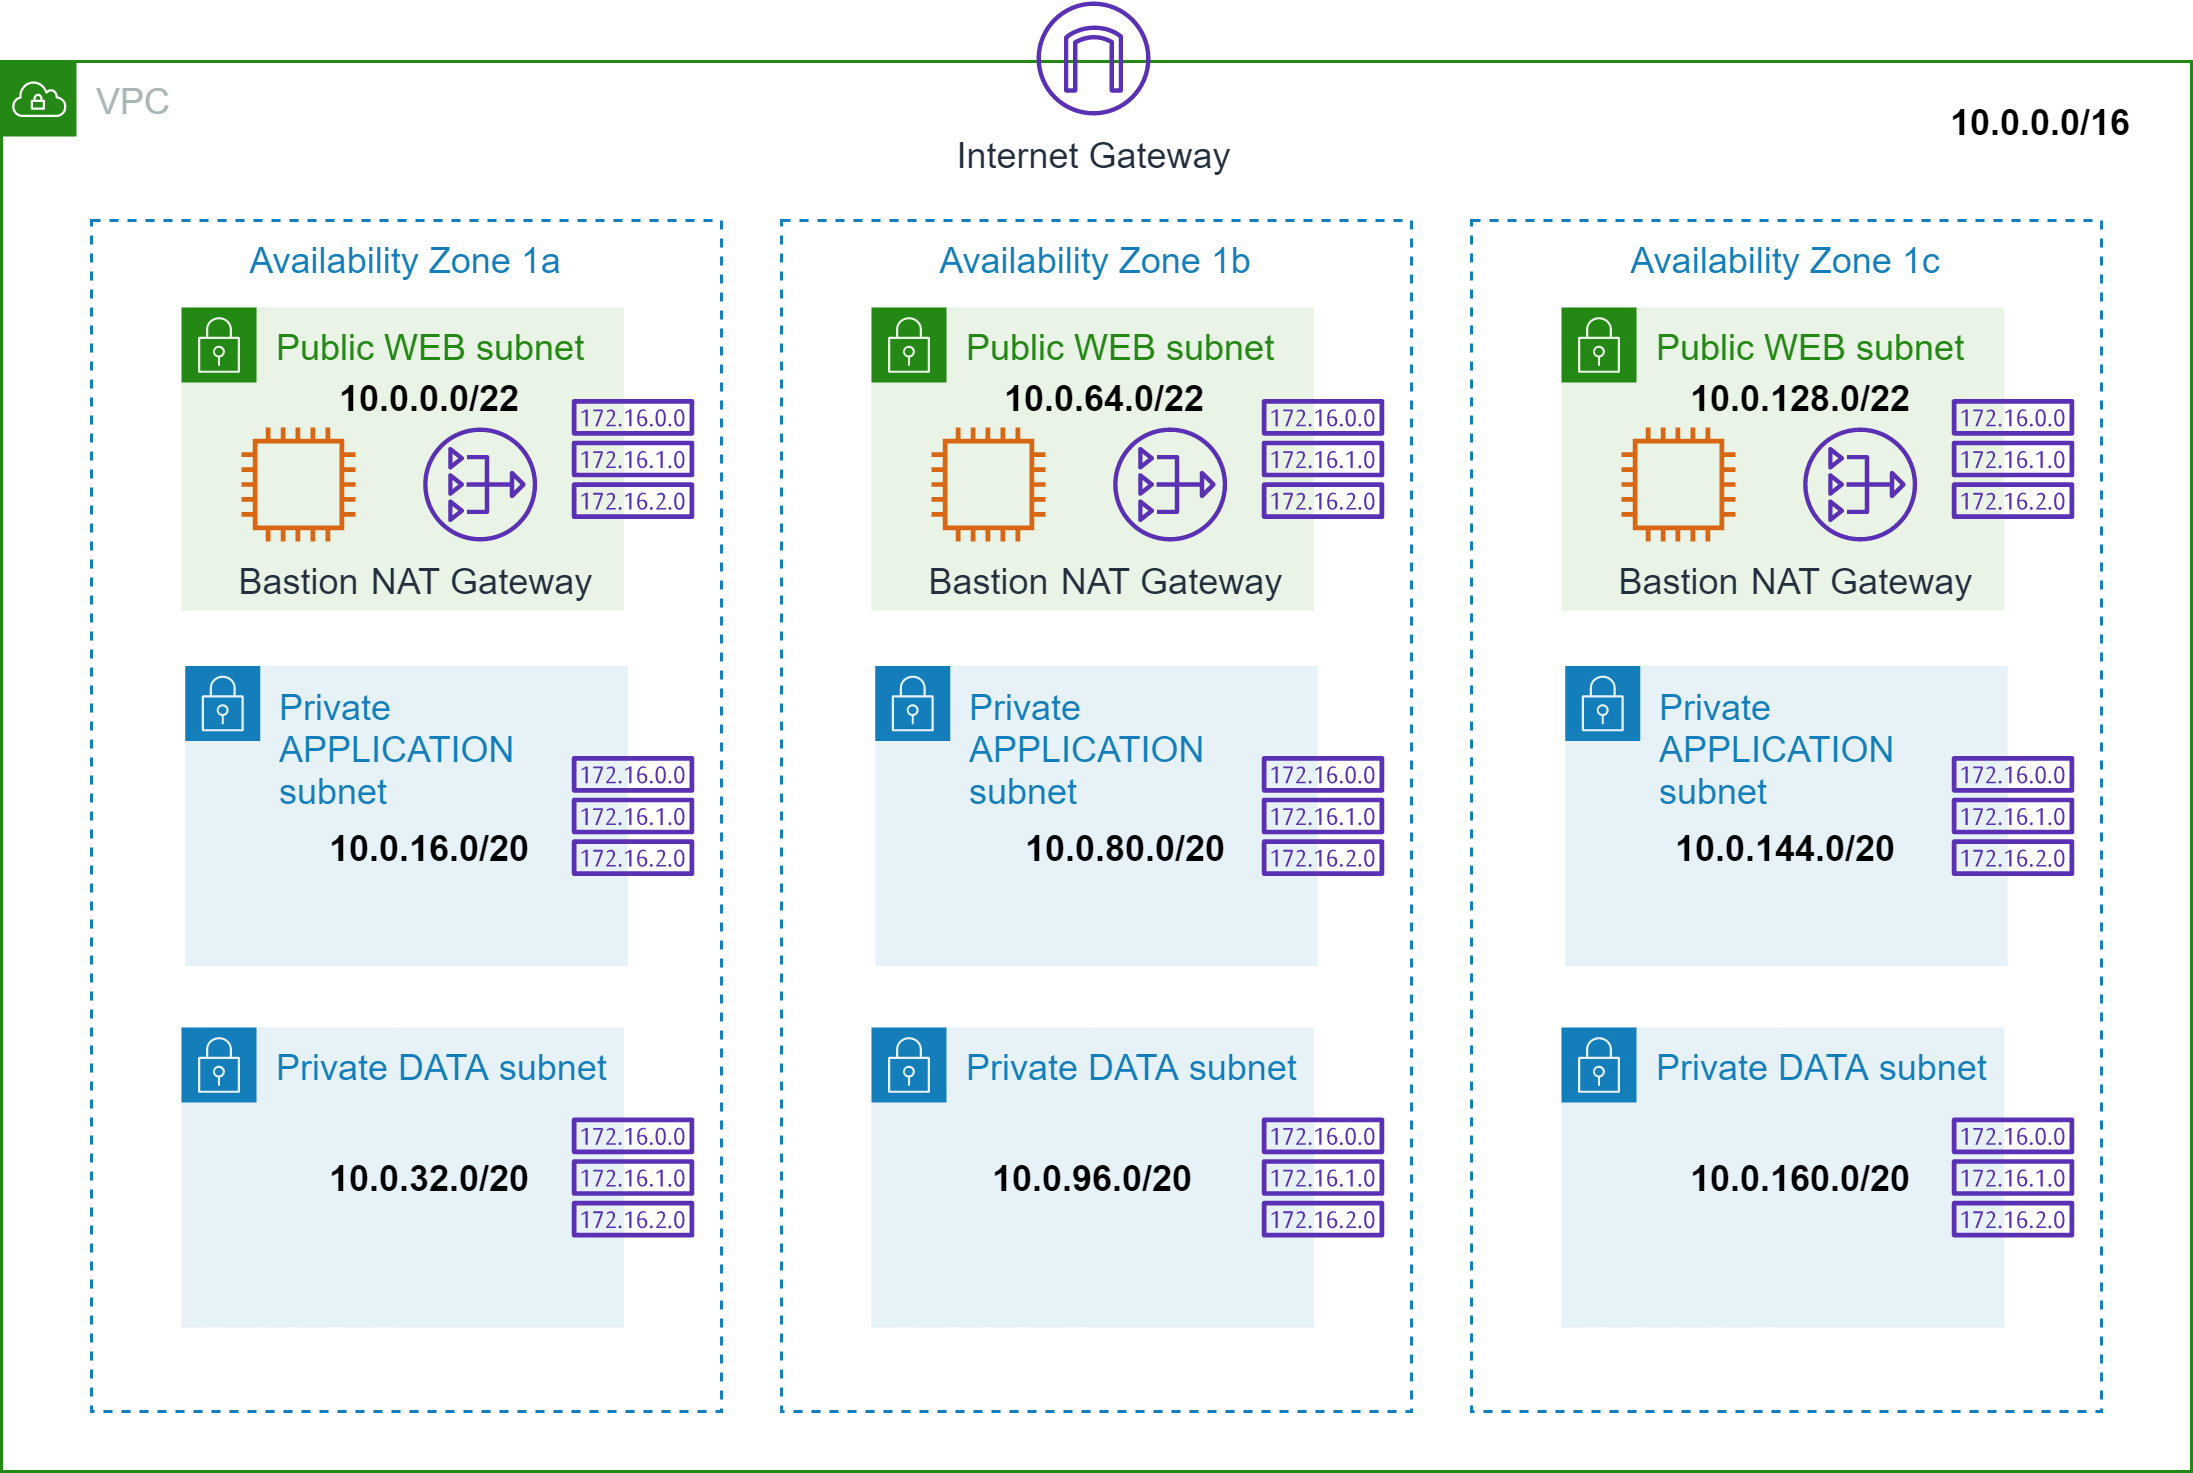 VPC
Internet Gateway
10.0.0.0/16
Availability Zone 1a
Public WEB subnet
10.0.0.0/22
172.16.0.0
172.16.1.0
172.16.2.0
Bastion NAT Gateway
Private
APPLICATION
subnet
10.0.16.0/20
172.16.0.0
172.16.1.0
172.16.2.0
Private DATA subnet
10.0.32.0/20
172.16.0.0
172.16.1.0
172.16.2.0
Availability Zone 1b
Public WEB subnet
10.0.64.0/22
172.16.0.0
172.16.1.0
172.16.2.0
Bastion NAT Gateway
Private
APPLICATION
subnet
10.0.80.0/20
172.16.0.0
172.16.1.0
172.16.2.0
Private DATA subnet
10.0.96.0/20
172.16.0.0
172.16.1.0
172.16.2.0
Availability Zone 1c
Public WEB subnet
10.0.128.0/22
172.16.0.0
172.16.1.0
172.16.2.0
Bastion NAT Gateway
Private
APPLICATION
subnet
10.0.144.0/20
172.16.0.0
172.16.1.0
172.16.2.0
Private DATA subnet
10.0.160.0/20
172.16.0.0
172.16.1.0
172.16.2.0